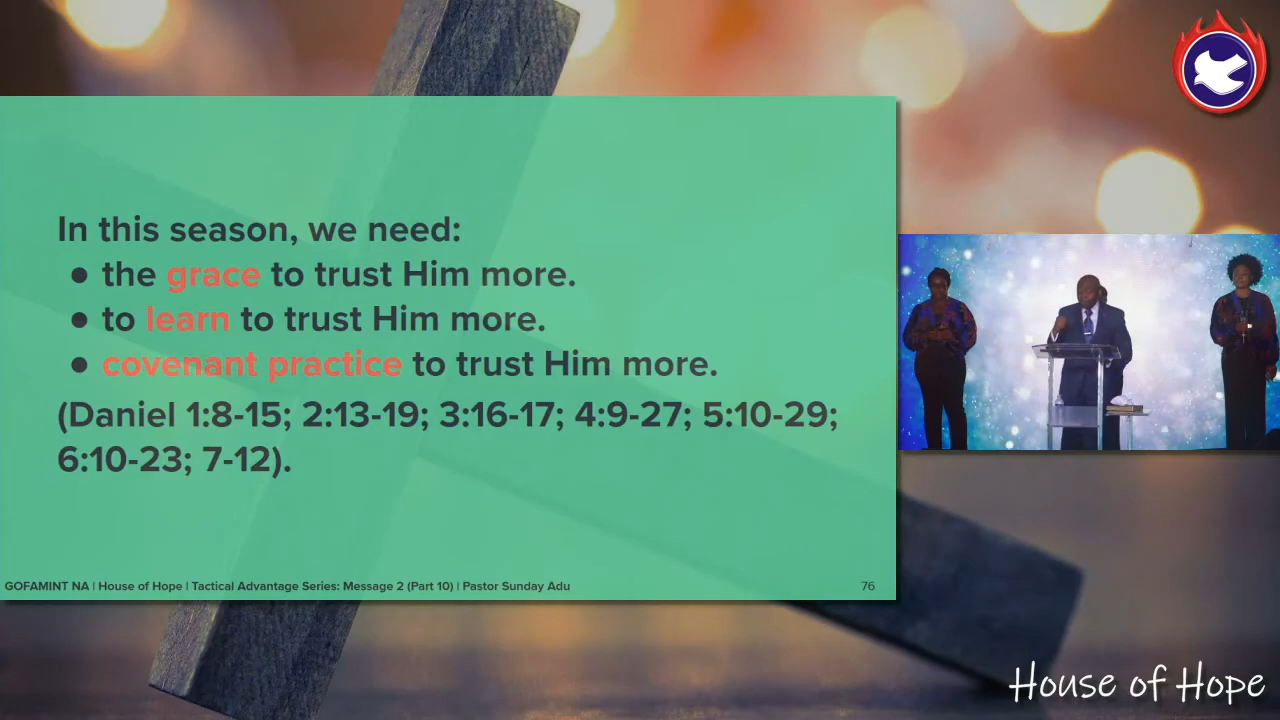 In this season, we need:
● the grace to trust Him more.
● to learn to trust Him more.
● covenant practice to trust Him more.
(Daniel 1:8-15; 2:13-19; 3:16-17; 4:9-27; 5:10-29;
6:10-23; 7-12).
GOFAMINT NA | House of Hope | Tactical Advantage Series: Message 2 (Part 10) | Pastor Sunday Adu
76
House of Hope